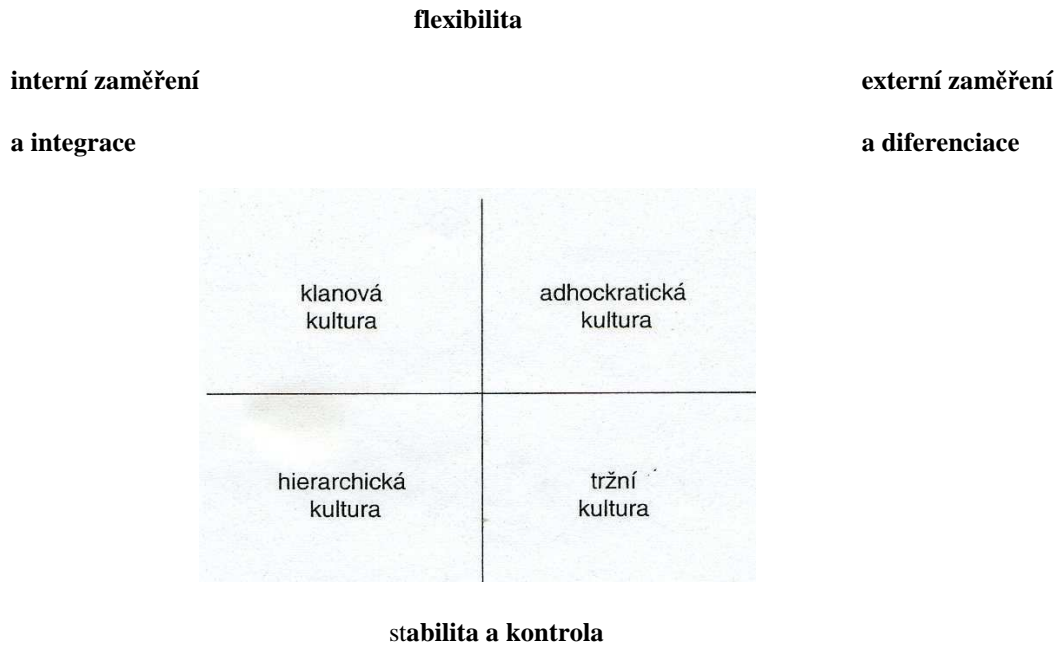 flexibilita
interní zaměření
externí zaměření
a integrace
a diferenciace
klanová
kultura
adhockratická
kultura
hierarchická
kultura
tržní
kultura
stabilita a kontrola